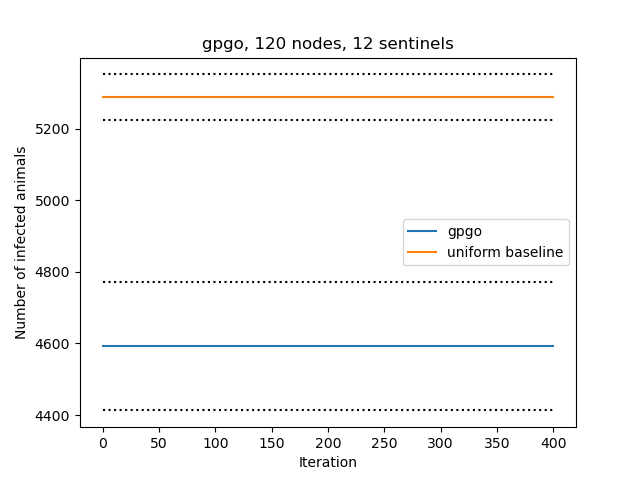 gpgo, 120 nodes, 12 sentinels
Number of infected animals
5200
5000
4800
4600
4400
gpgo
uniform baseline
0 50 100 150 200 250 300 350 400
Iteration